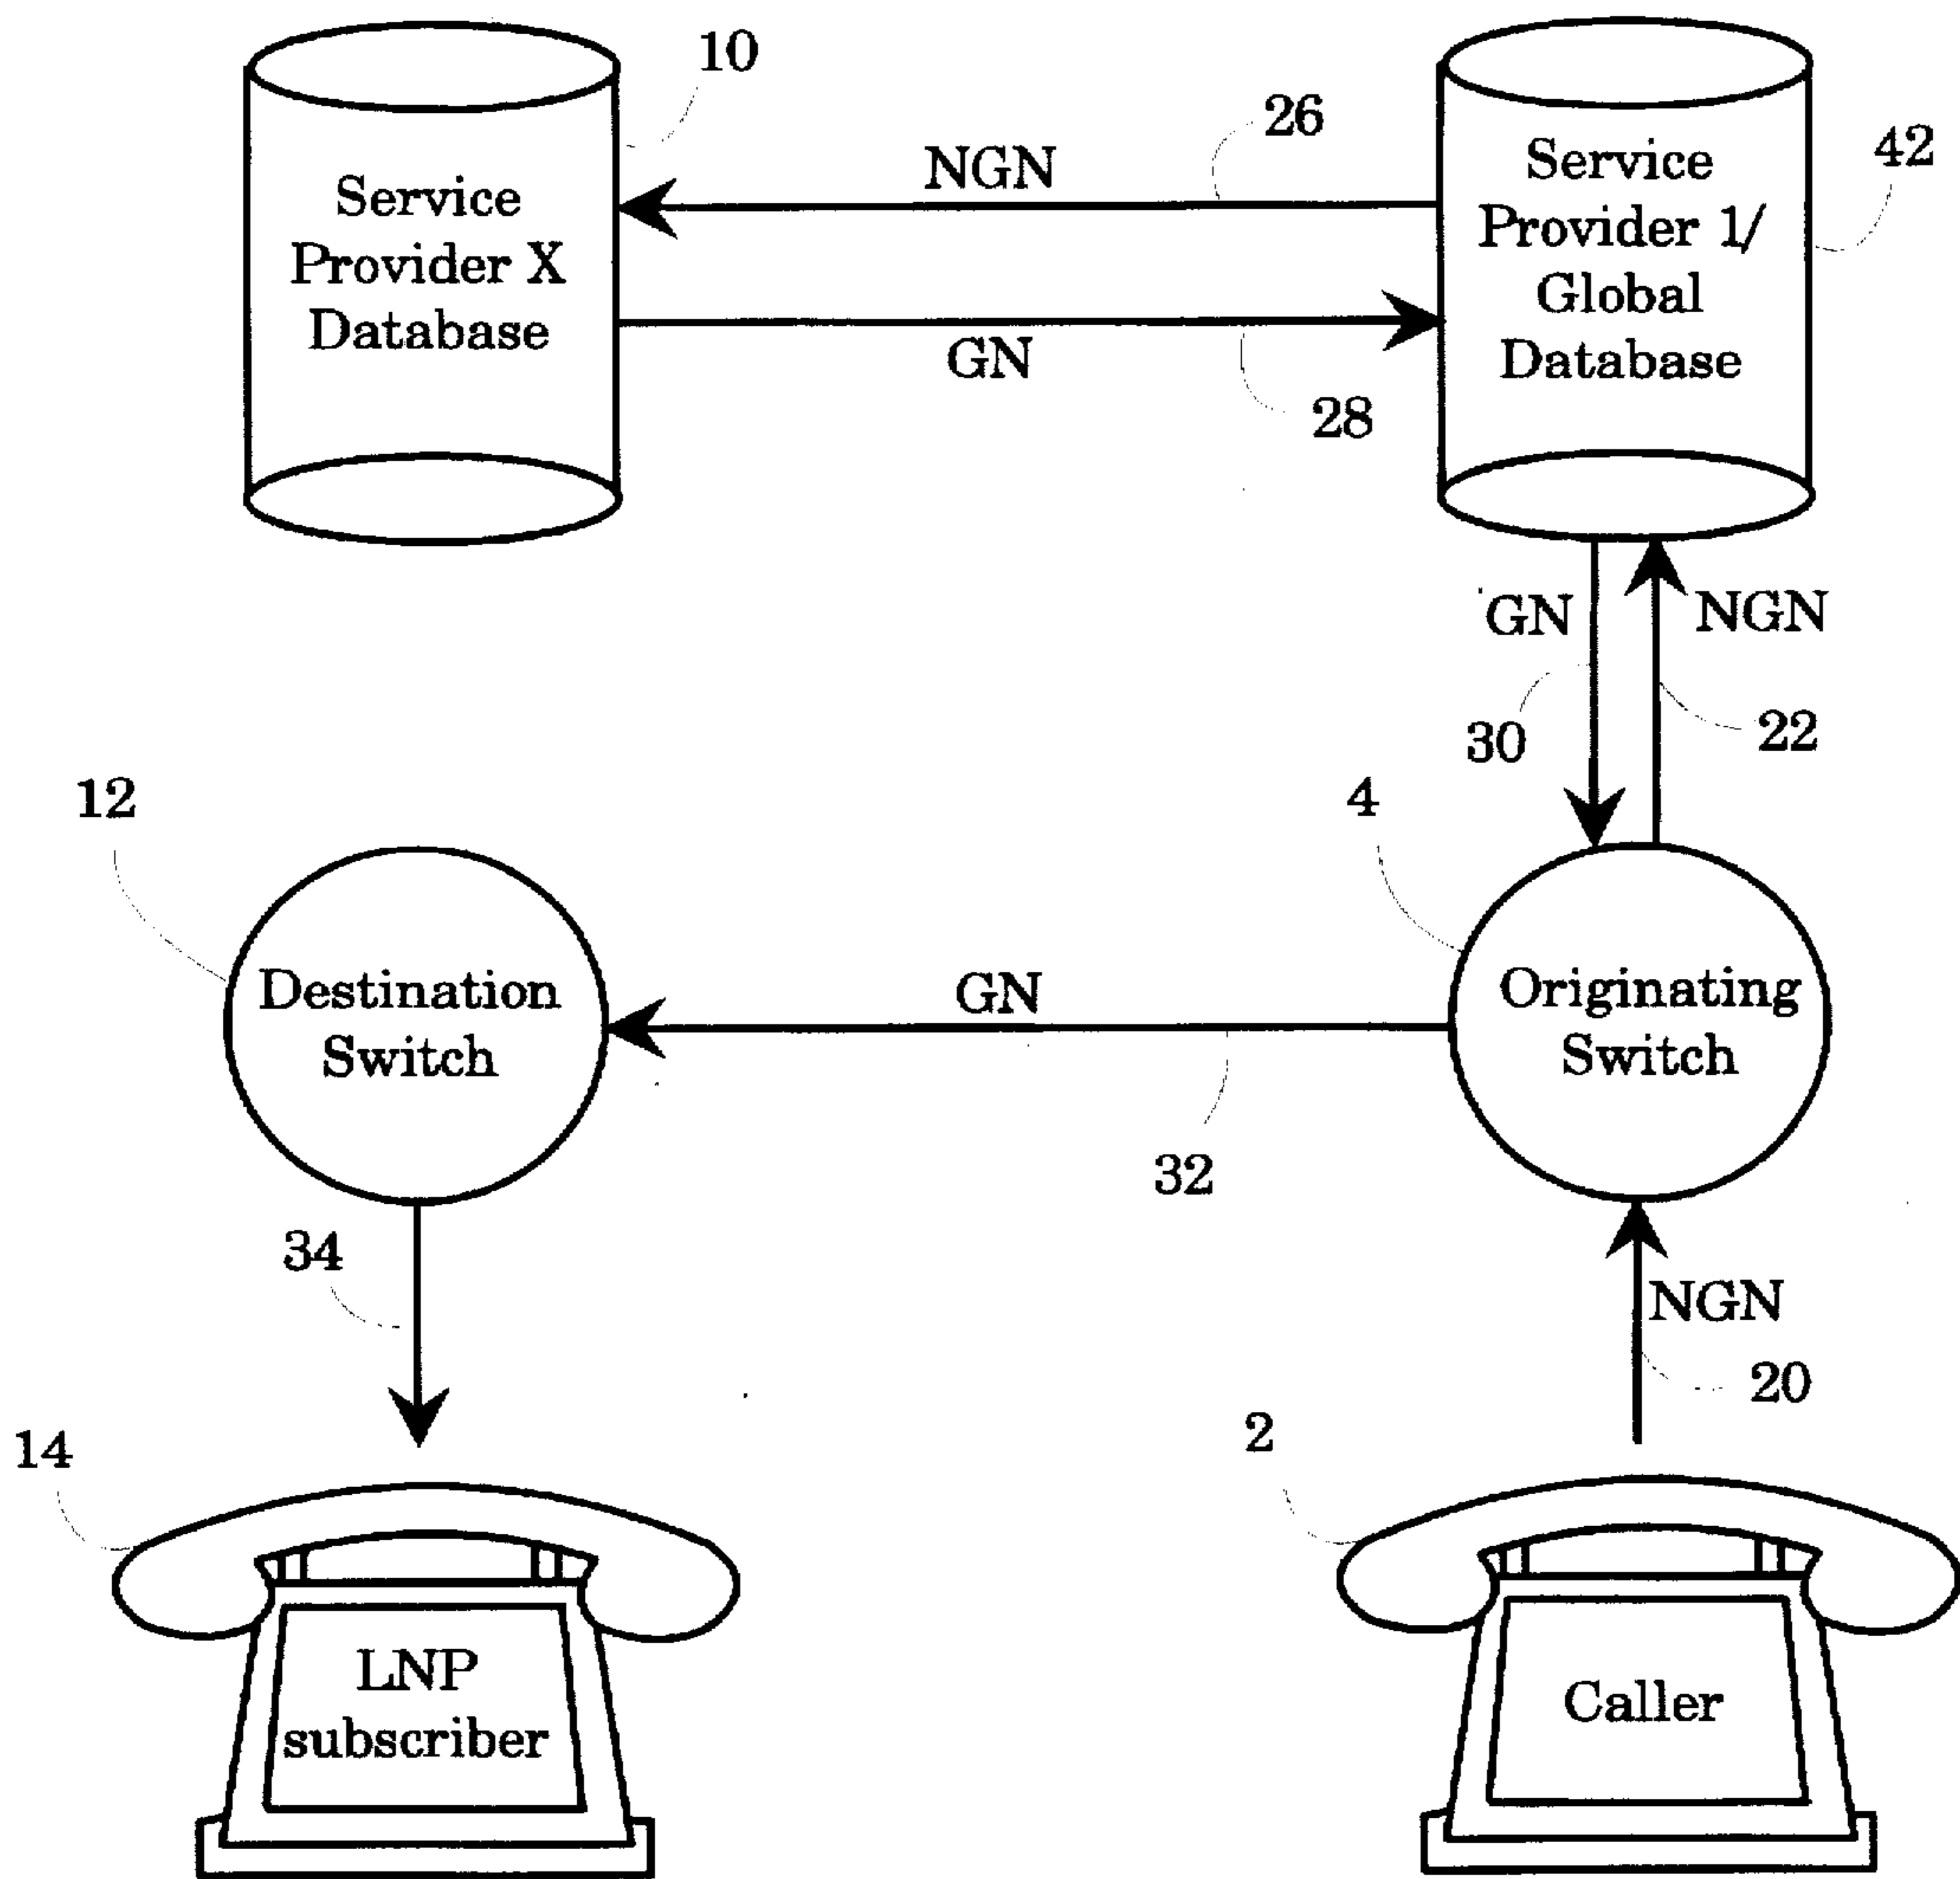 10
Service
Provider X
Database
NGN
26
GN
28
Service
Provider 1/
Global
Database
42
GN
NGN
30
22
12
4
Destination
Switch
GN
32
Originating
Switch
34
NGN
20
14
2
LNP
subscriber
Caller